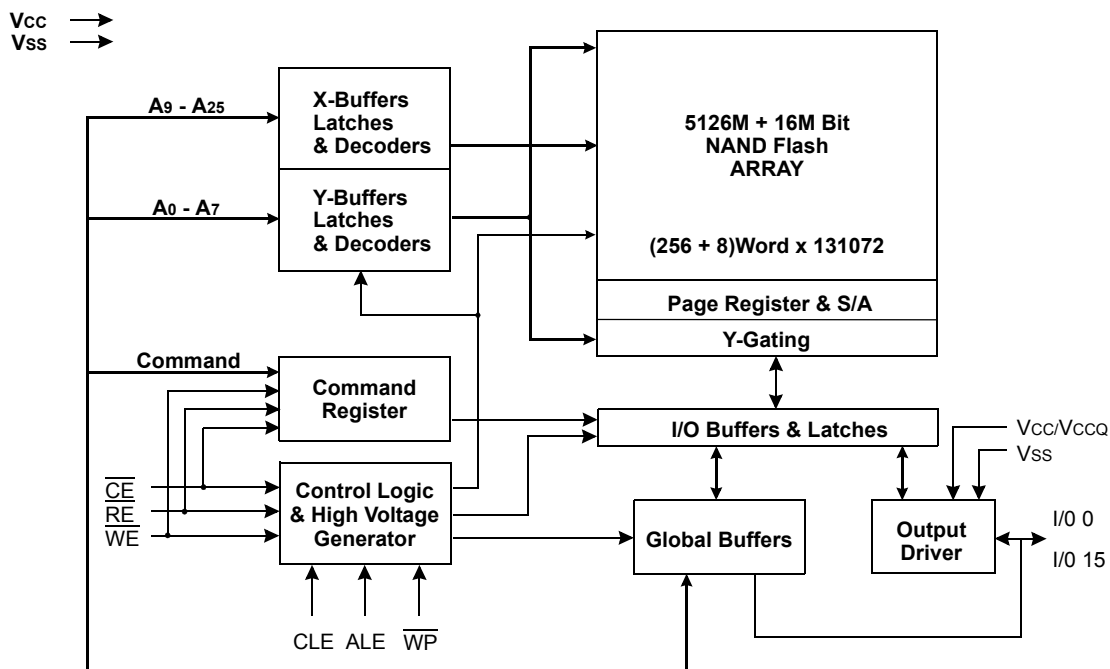 VCC
VSS
A9 - A25
X-Buffers
Latches
& Decoders
A0 - A7
Y-Buffers
Latches
& Decoders
5126M + 16M Bit
NAND Flash
ARRAY
(256 + 8)Word x 131072
Page Register & S/A
Y-Gating
Command
Command
Register
I/O Buffers & Latches
VCC/VCCQ
VSS
CE
RE
WE
Control Logic
& High Voltage
Generator
Global Buffers
Output
Driver
I/0 0
I/0 15
CLE
ALE
WP